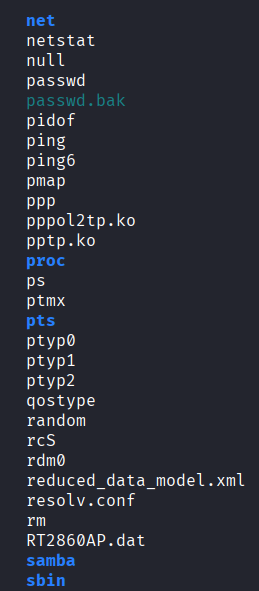 net
netstat
null
passwd
passwd.bak
pidof
ping
ping6
pmap
ppp
pppol2tp.ko
pptp.ko
proc
ps
ptmx
pts
ptyp0
ptyp1
ptyp2
qostype
random
rcS
rdm0
reduced_data_model.xml
resolv.conf
rm
RT2860AP.dat
samba
sbin